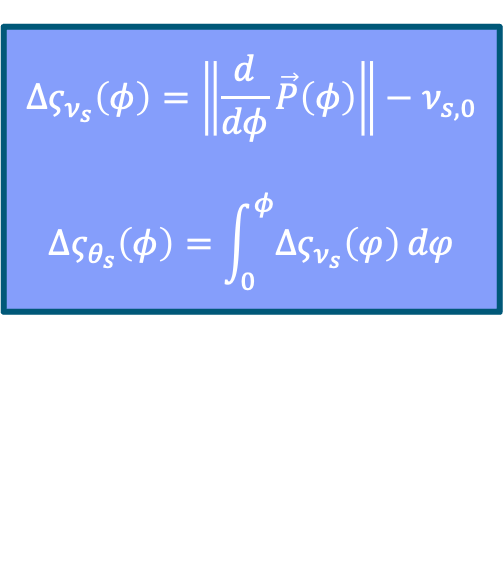 Δς_{ν_s}(ϕ) = ‖ d/dϕ P⃗(ϕ) ‖ − ν_{s,0}
Δς_{θ_s}(ϕ) = ∫_0^ϕ Δς_{ν_s}(φ) dφ